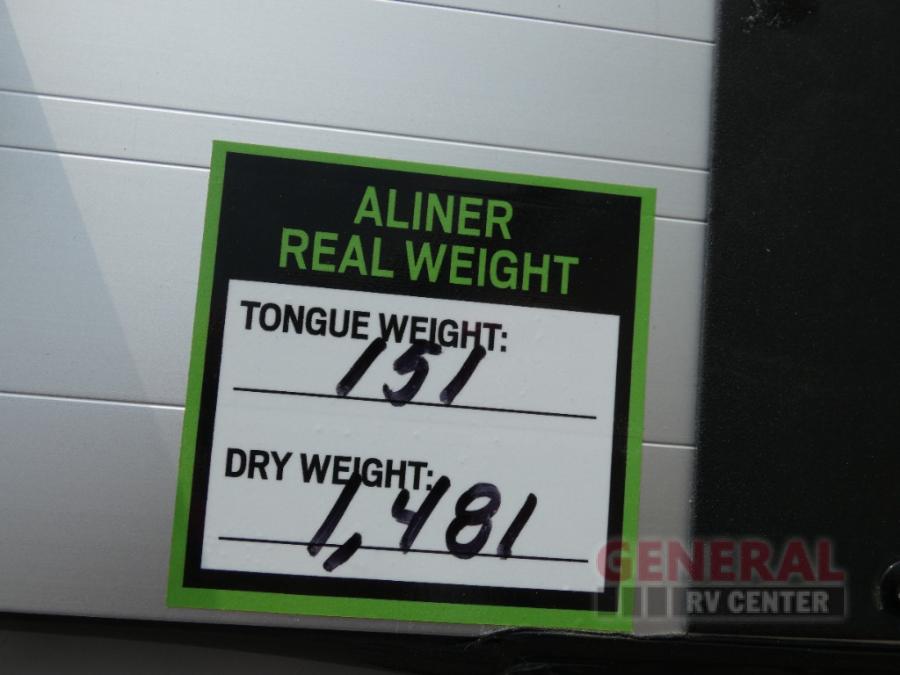 ALINER
REAL WEIGHT
TONGUE WEIGHT:
151
DRY WEIGHT:
1,481
GENERAL
RV CENTER